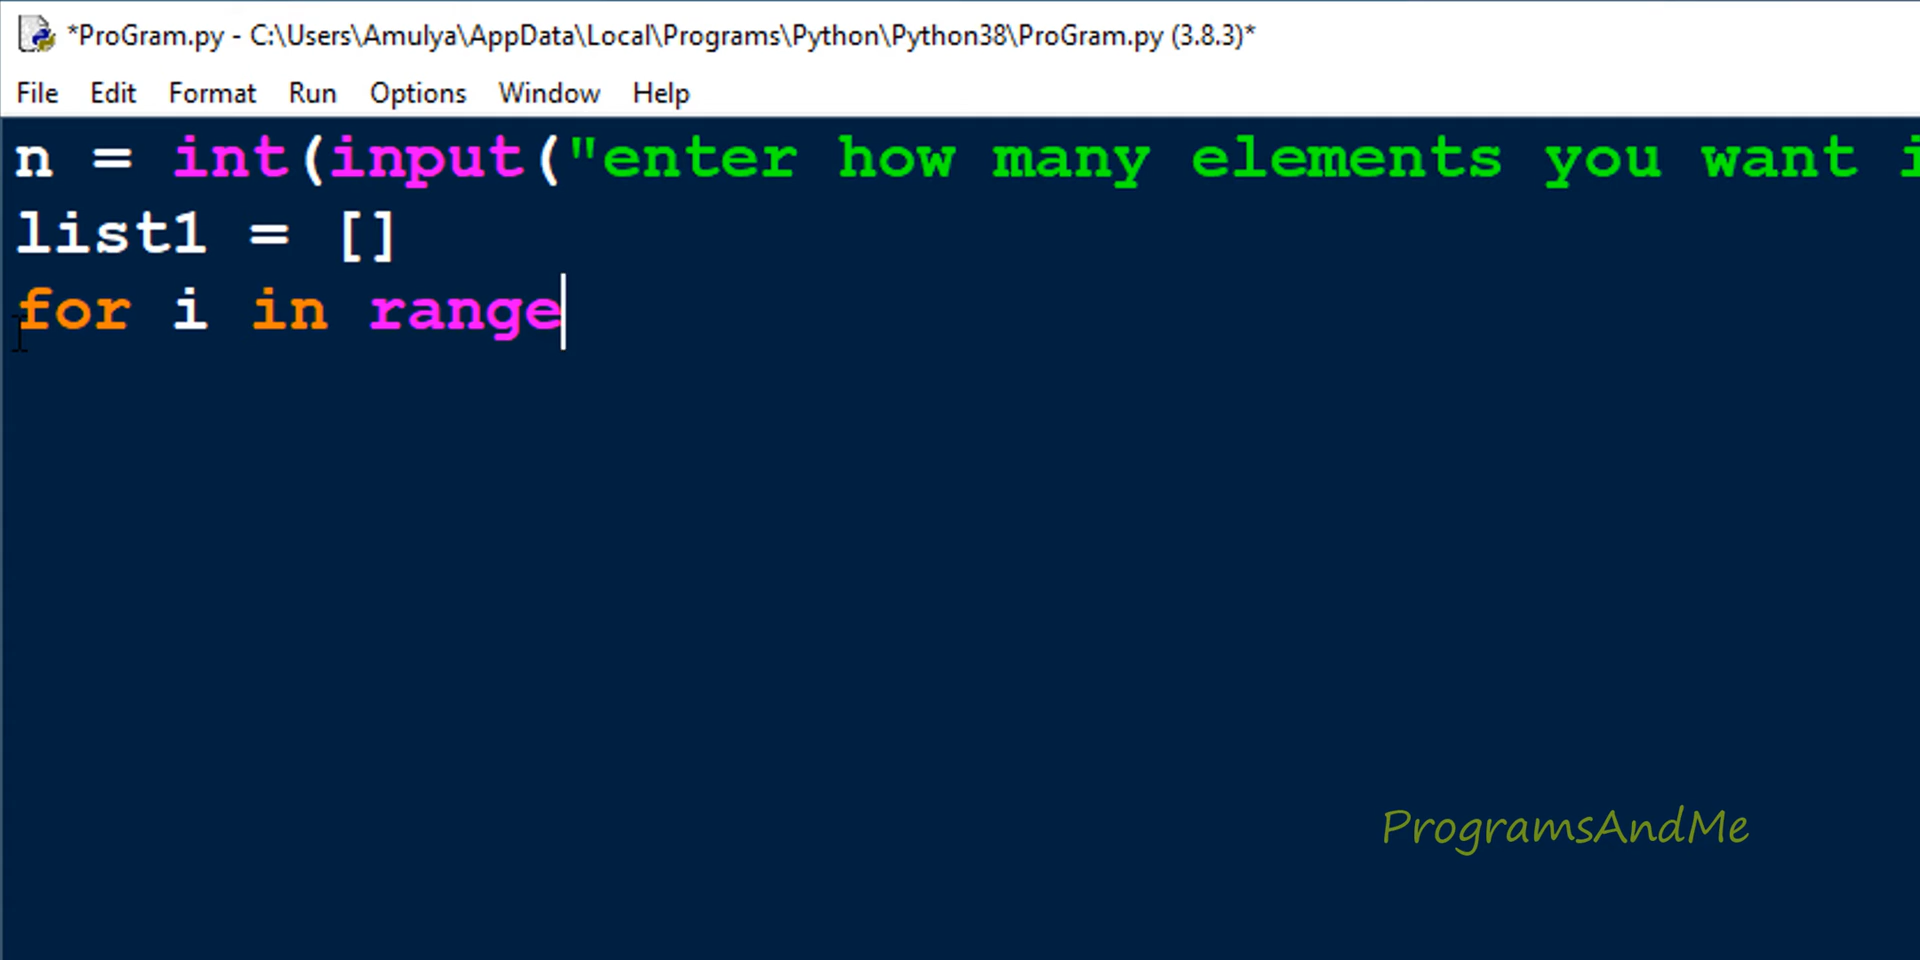 *ProGram.py - C:\Users\Amulya\AppData\Local\Programs\Python\Python38\ProGram.py (3.8.3)*
File Edit Format Run Options Window Help
n = int(input("enter how many elements you want i
list1 = []
for i in range
ProgramsAndMe